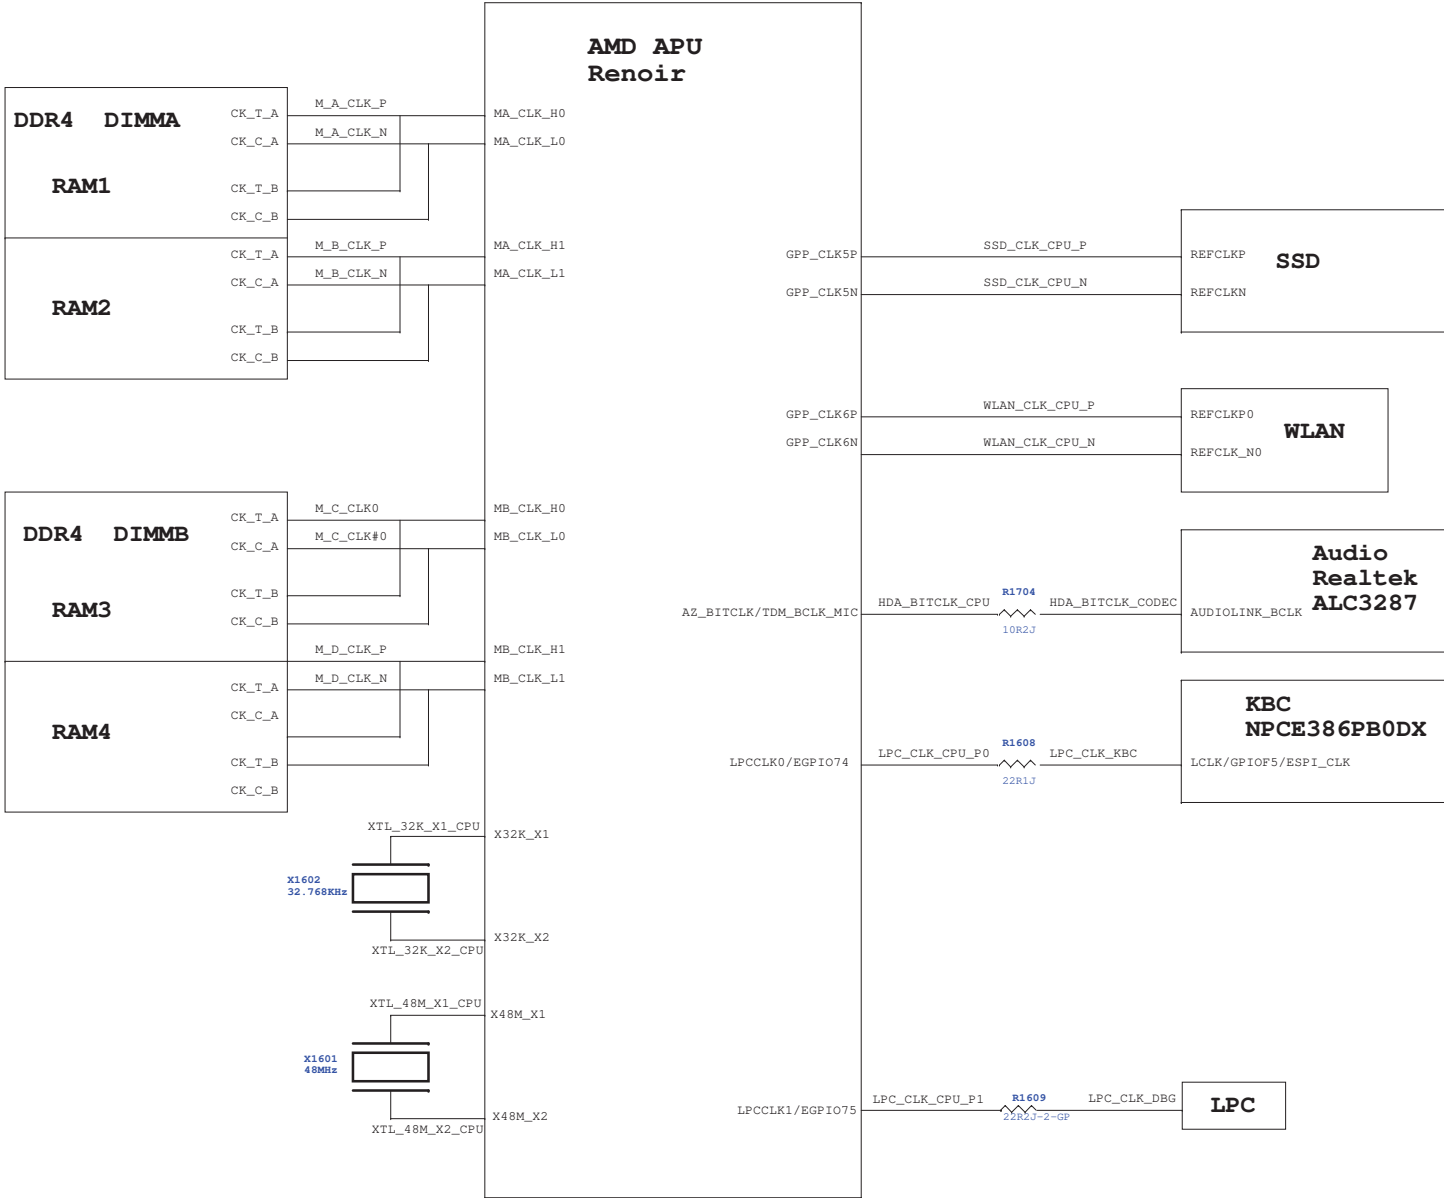 AMD APU
Renoir
DDR4 DIMMA
RAM1
CK_T_A
CK_C_A
CK_T_B
CK_C_B
M_A_CLK_P
M_A_CLK_N
MA_CLK_H0
MA_CLK_L0
RAM2
CK_T_A
CK_C_A
CK_T_B
CK_C_B
M_B_CLK_P
M_B_CLK_N
MA_CLK_H1
MA_CLK_L1
DDR4 DIMMB
RAM3
CK_T_A
CK_C_A
CK_T_B
CK_C_B
M_C_CLK0
M_C_CLK#0
MB_CLK_H0
MB_CLK_L0
RAM4
CK_T_A
CK_C_A
CK_T_B
CK_C_B
M_D_CLK_P
M_D_CLK_N
MB_CLK_H1
MB_CLK_L1
XTL_32K_X1_CPU
X32K_X1
X1602
32.768KHz
XTL_32K_X2_CPU
X32K_X2
XTL_48M_X1_CPU
X48M_X1
X1601
48MHz
XTL_48M_X2_CPU
X48M_X2
GPP_CLK5P
SSD_CLK_CPU_P
REFCLKP
GPP_CLK5N
SSD_CLK_CPU_N
REFCLKN
SSD
GPP_CLK6P
WLAN_CLK_CPU_P
REFCLKP0
GPP_CLK6N
WLAN_CLK_CPU_N
REFCLK_N0
WLAN
AZ_BITCLK/TDM_BCLK_MIC
HDA_BITCLK_CPU
R1704
10R2J
HDA_BITCLK_CODEC
AUDIOLINK_BCLK
Audio
Realtek
ALC3287
LPCCLK0/EGPIO74
LPC_CLK_CPU_P0
R1608
22R1J
LPC_CLK_KBC
LCLK/GPIOF5/ESPI_CLK
KBC
NPCE386PB0DX
LPCCLK1/EGPIO75
LPC_CLK_CPU_P1
R1609
22R2J-2-GP
LPC_CLK_DBG
LPC